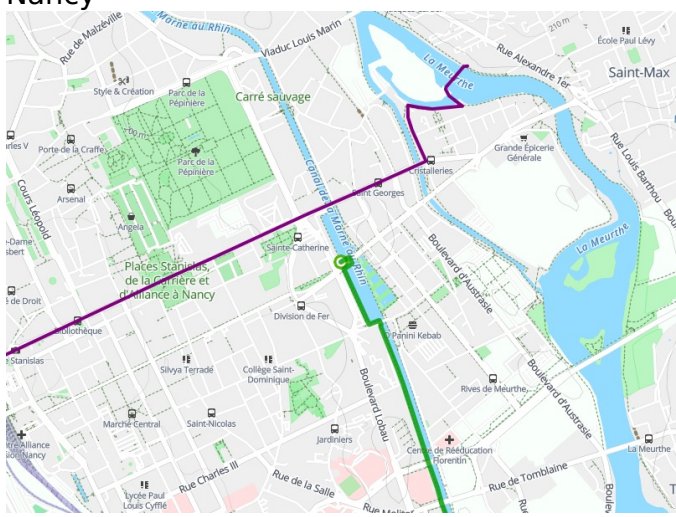 Nancy
Rue de Malzéville
Marne au Rhin
Viaduc Louis Marin
La Meurthe
Rue Alexandre 1er
210 m
École Paul Lévy
Saint-Max
Style & Création
Parc de la
Pépinière
Carré sauvage
Porte de la Craffe
200 m
Parc de la
Pépinière
Grande Épicerie
Générale
Rue Louis Barthou
Cours Léopold
Arsenal
Canal de la Marne au Rhin
Saint Georges
Cristalleries
Angela
Sainte-Catherine
Boulevard d'Austrasie
La Meurthe
Places Stanislas,
de la Carrière et
d'Alliance à Nancy
Bibliothèque
Division de Fer
Panini Kebab
Silvya Terrade
Collège Saint-
Dominique
Boulevard Lobau
Rives de Meurthe
Boulevard d'Austrasie
Marché Central
Saint-Nicolas
Jardiniers
Centre de Rééducation
Florentin
La Meurthe
Rue Charles III
Rue de la Salle
Rue de Tomblaine
Lycée Paul
Louis Cyfflé